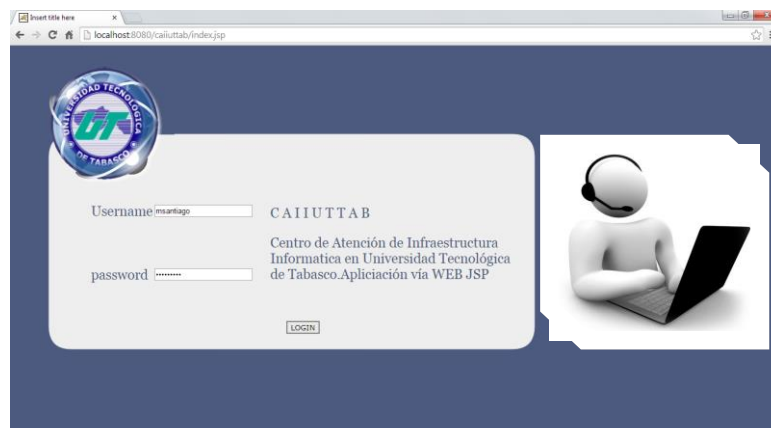 Insert title here
localhost:8080/caiiuttab/index.jsp
UNIVERSIDAD TECNOLOGICA
UT
DE TABASCO
Username msantiago
C A I I U T T A B
Centro de Atención de Infraestructura
Informatica en Universidad Tecnológica
de Tabasco.Apliciación vía WEB JSP
password •••••••••
LOGIN